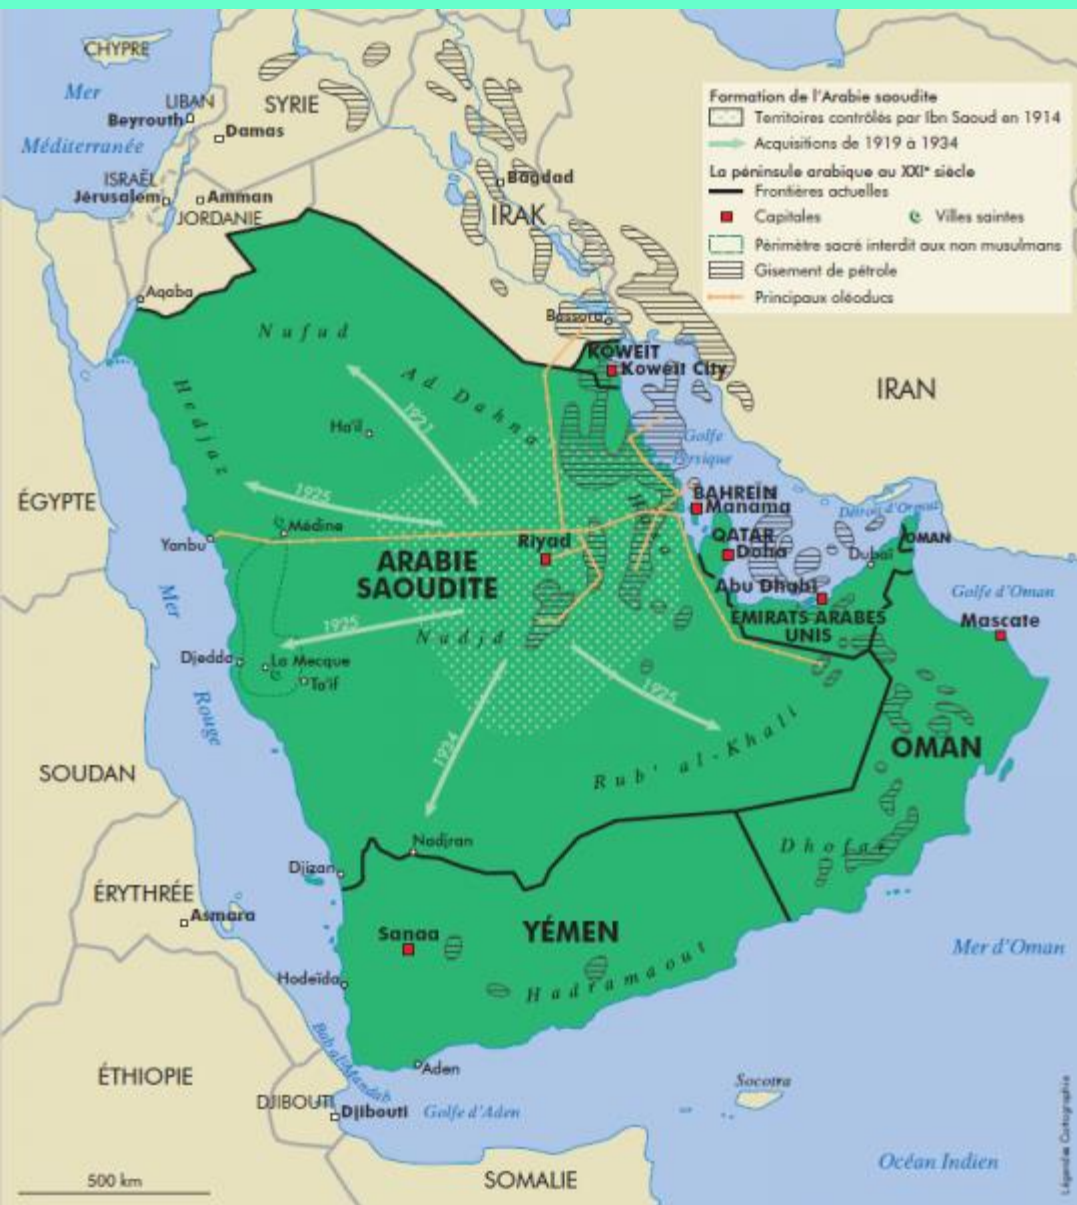 CHYPRE
Mer
Méditerranée
LIBAN
Beyrouth
SYRIE
Damas
ISRAËL
Jérusalem
Amman
JORDANIE
Bagdad
IRAK
Formation de l'Arabie saoudite
Territoires contrôlés par Ibn Saoud en 1914
Acquisitions de 1919 à 1934
La péninsule arabique au XXIe siècle
Frontières actuelles
Capitales
Villes saintes
Périmètre sacré interdit aux non musulmans
Gisement de pétrole
Principaux oléoducs
Aqaba
Bassora
Nufud
KOWEÏT
Koweït City
IRAN
Hedjaz
Ad Dahna
1921
Ha'il
Golfe
Persique
ÉGYPTE
1925
Médine
Yanbu
BAHREÏN
Manama
Détroit d'Ormuz
ARABIE
SAOUDITE
Riyad
QATAR
Doha
Dubaï
OMAN
Abu Dhabi
Golfe d'Oman
ÉMIRATS ARABES
UNIS
Mascate
Mer
Rouge
1925
Nadjd
Djedda
La Mecque
Ta'if
1925
1934
Rub' al-Khali
OMAN
SOUDAN
Nadjran
Dhofar
Djizan
ÉRYTHRÉE
Asmara
Sanaa
YÉMEN
Mer d'Oman
Hodeïda
Hadramaout
Bab al-Mandab
Aden
ÉTHIOPIE
DJIBOUTI
Djibouti
Golfe d'Aden
Socotra
Océan Indien
500 km
SOMALIE
Légendes Cartographie